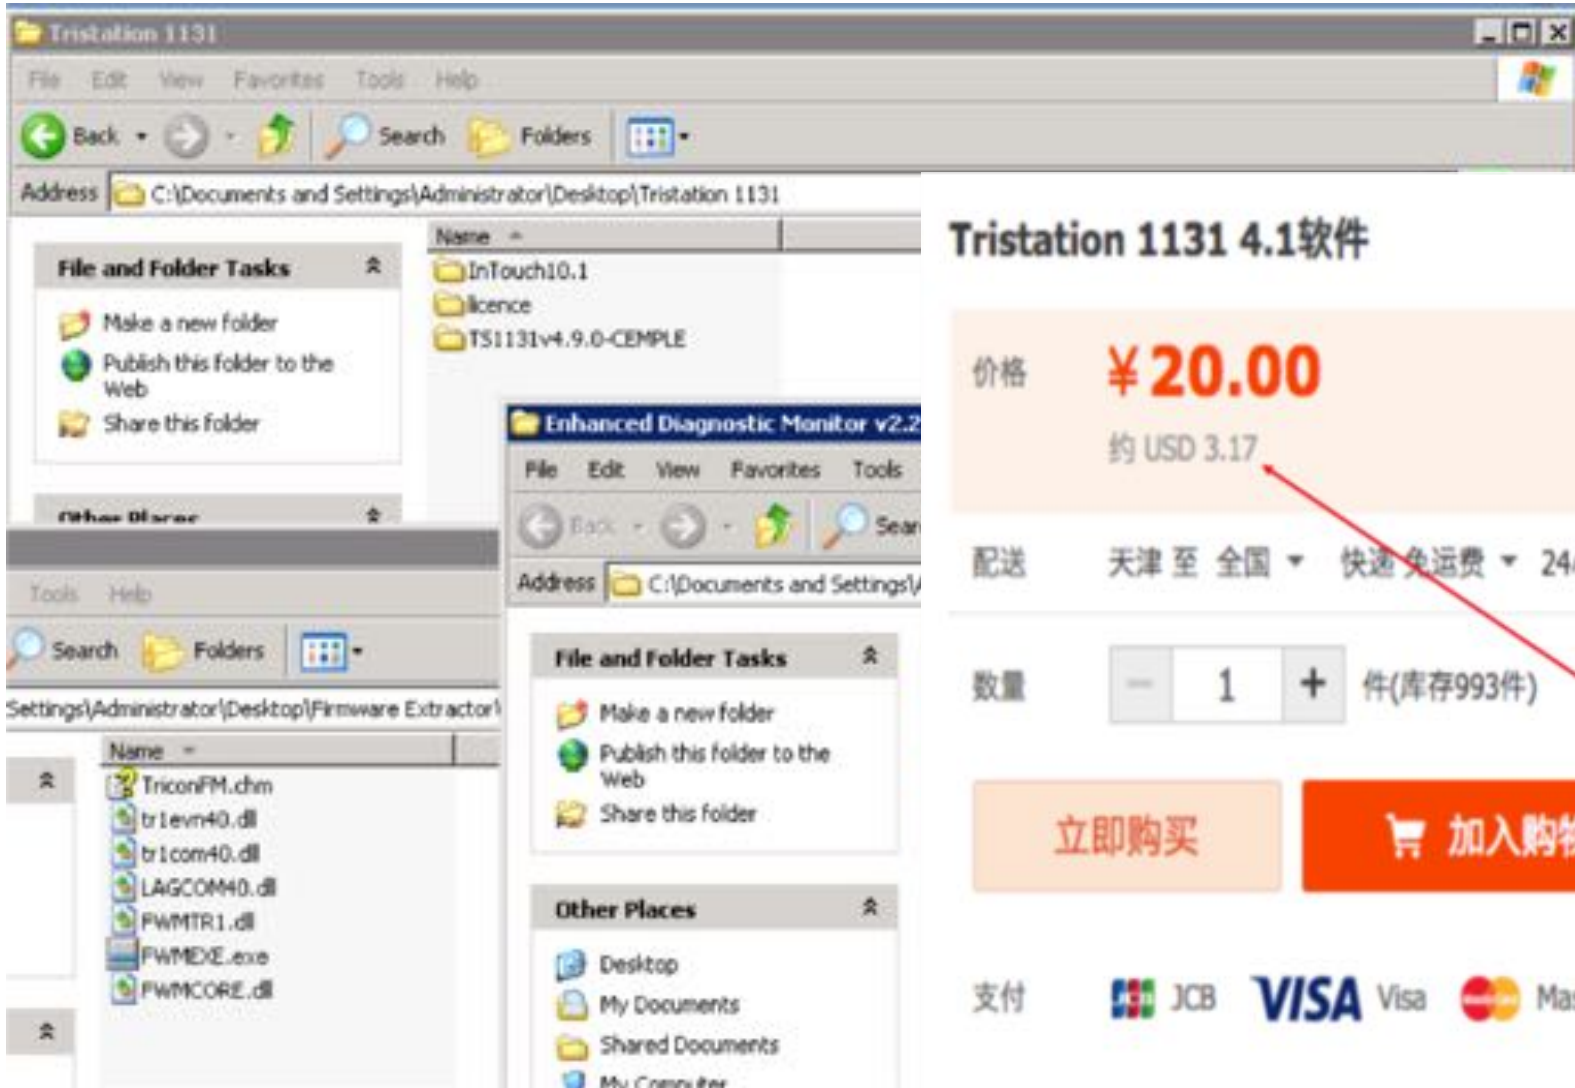 Tristation 1131
File Edit View Favorites Tools Help
Back Search Folders
Address C:\Documents and Settings\Administrator\Desktop\Tristation 1131
Name
File and Folder Tasks
Make a new folder
Publish this folder to the
Web
Share this folder
Other Places
InTouch10.1
licence
TS1131v4.9.0-CEMPLE
Tools Help
Search Folders
Settings\Administrator\Desktop\Firmware Extractor\
Name
TriconFM.chm
tr1evn40.dll
tr1com40.dll
LAGCOM40.dll
FWMTR1.dll
FWMEXE.exe
FWMCORE.dll
Enhanced Diagnostic Monitor v2.2
File Edit View Favorites Tools
Back Sear
Address C:\Documents and Settings\A
File and Folder Tasks
Make a new folder
Publish this folder to the
Web
Share this folder
Other Places
Desktop
My Documents
Shared Documents
My Computer
Tristation 1131 4.1软件
价格 ¥20.00
约 USD 3.17
配送 天津 至 全国 快递 免运费 24
数量 − 1 + 件(库存993件)
立即购买 加入购物
支付 JCB JCB VISA Visa MasterCard Mas